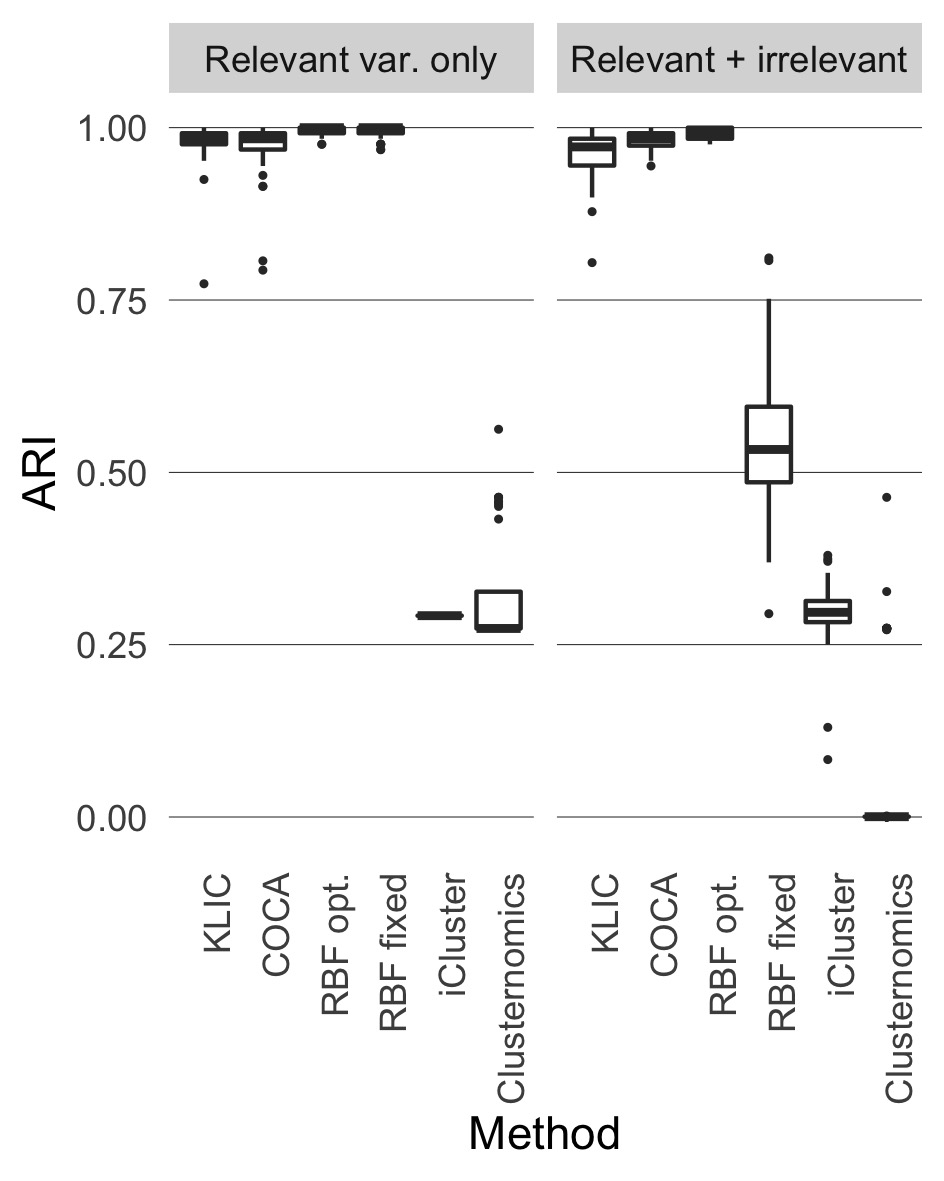 Relevant var. only
Relevant + irrelevant
1.00
0.75
0.50
0.25
0.00
ARI
KLIC
COCA
RBF opt.
RBF fixed
iCluster
Clusternomics
KLIC
COCA
RBF opt.
RBF fixed
iCluster
Clusternomics
Method